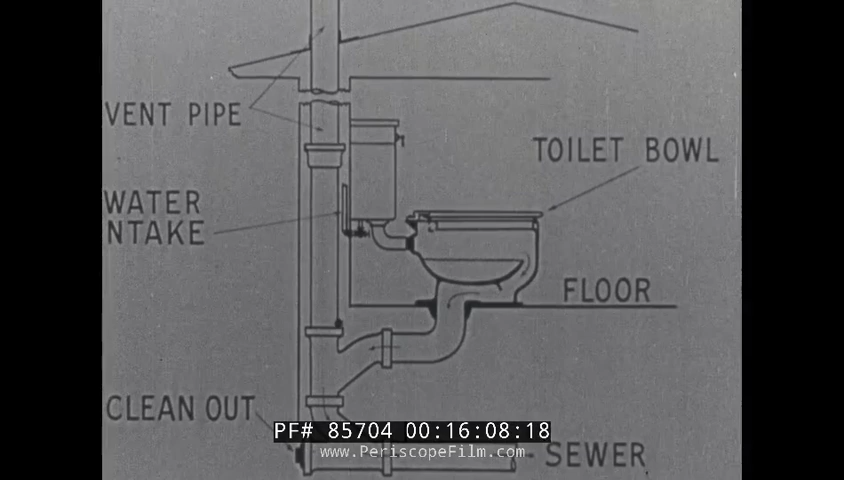 VENT PIPE
TOILET BOWL
WATER
NTAKE
FLOOR
CLEAN OUT
PF# 85704 00:16:08:18
www.PeriscopeFilm.com
SEWER